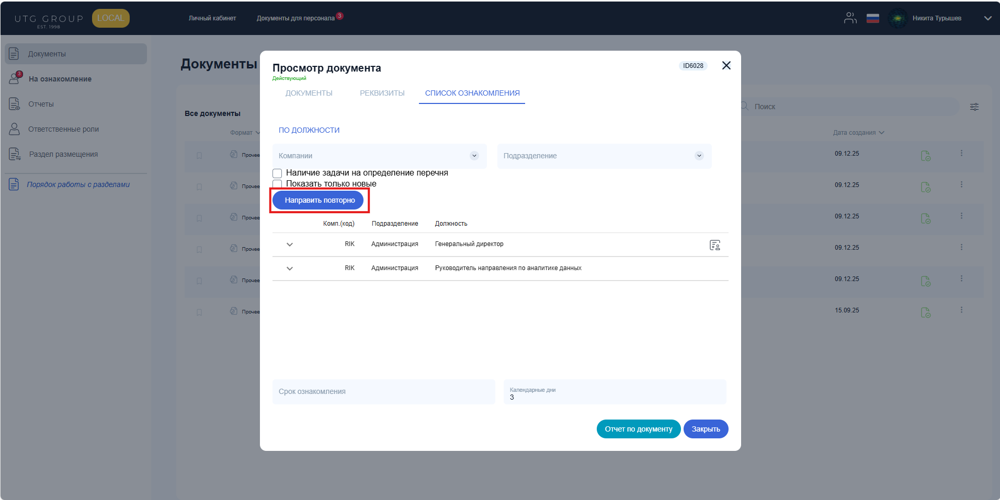 UTG GROUP
EST. 1998
LOCAL
Личный кабинет
Документы для персонала
3
Никита Турышев
Документы
3
На ознакомление
Отчеты
Ответственные роли
Раздел размещения
Порядок работы с разделами
Документы
Все документы
Поиск
Формат
Дата создания
Прочее
09.12.25
Прочее
09.12.25
Прочее
09.12.25
Прочее
09.12.25
Прочее
09.12.25
Прочее
15.09.25
Просмотр документа
ID6028
Действующий
ДОКУМЕНТЫ
РЕКВИЗИТЫ
СПИСОК ОЗНАКОМЛЕНИЯ
ПО ДОЛЖНОСТИ
Компании
Подразделение
Наличие задачи на определение перечня
Показать только новые
Направить повторно
Комп.(код) Подразделение Должность
RIK Администрация Генеральный директор
RIK Администрация Руководитель направления по аналитике данных
Срок ознакомления
Календарные дни
3
Отчет по документу
Закрыть